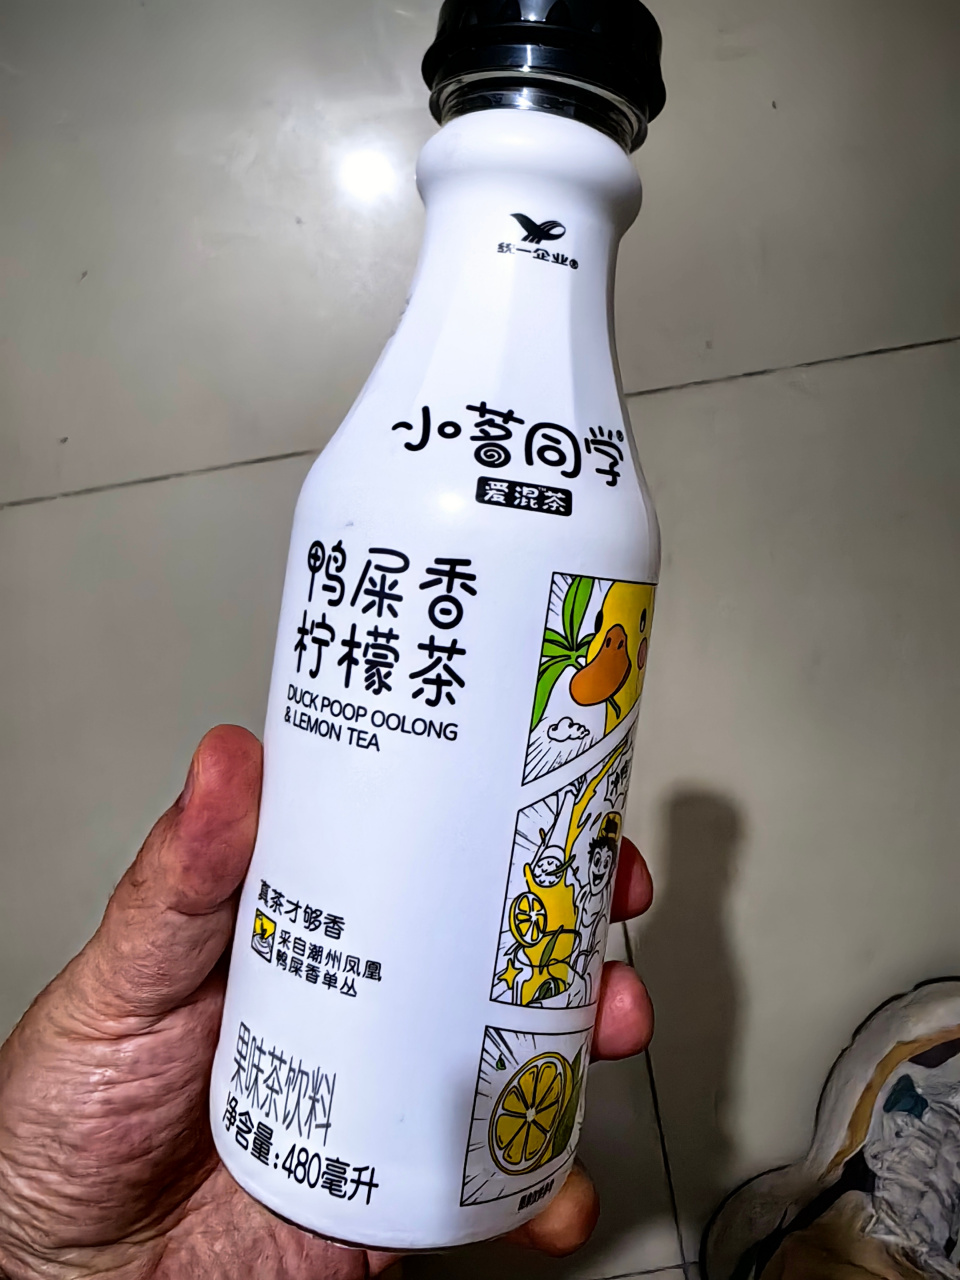 统一企业®
小茗同学®
爱混茶
鸭屎香
柠檬茶
DUCK POOP OOLONG
& LEMON TEA
真茶才够香
采自潮州凤凰
鸭屎香单丛
果味茶饮料
净含量:480毫升